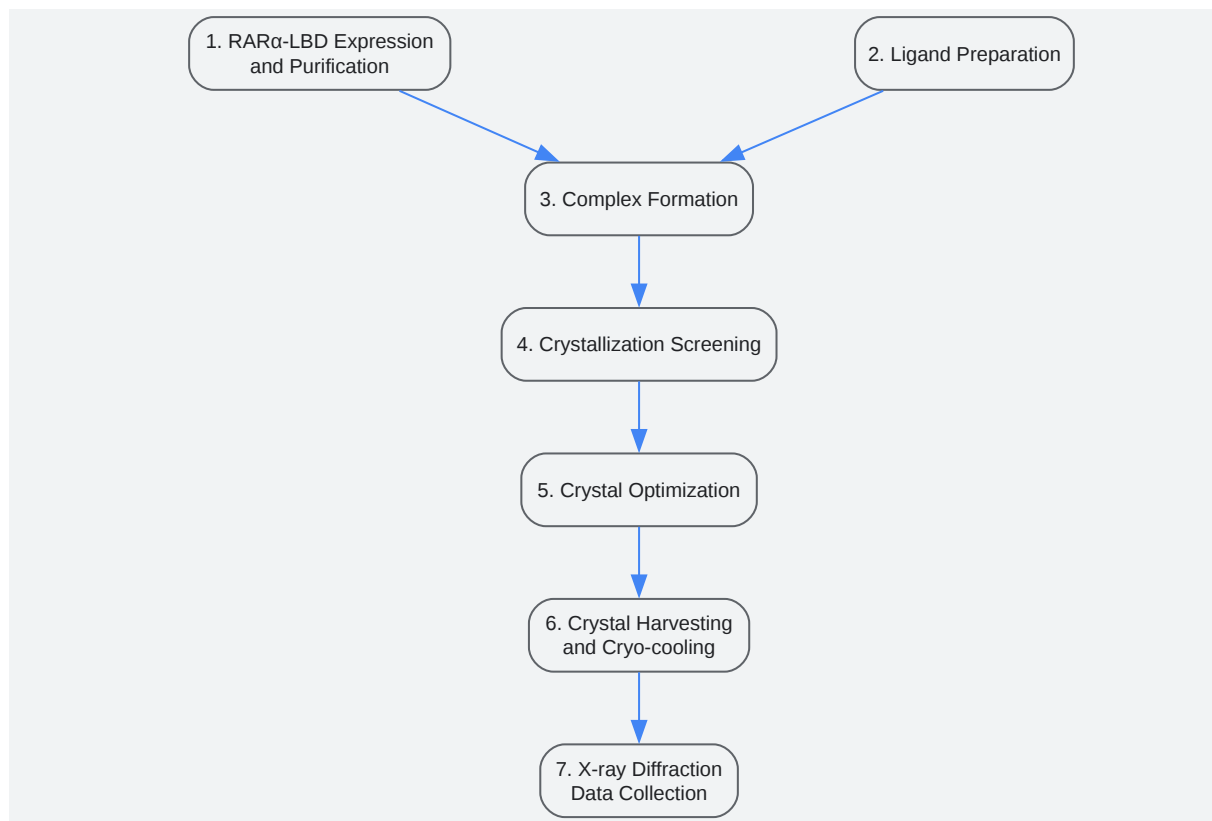 1. RARα-LBD Expression
and Purification
2. Ligand Preparation
3. Complex Formation
4. Crystallization Screening
5. Crystal Optimization
6. Crystal Harvesting
and Cryo-cooling
7. X-ray Diffraction
Data Collection